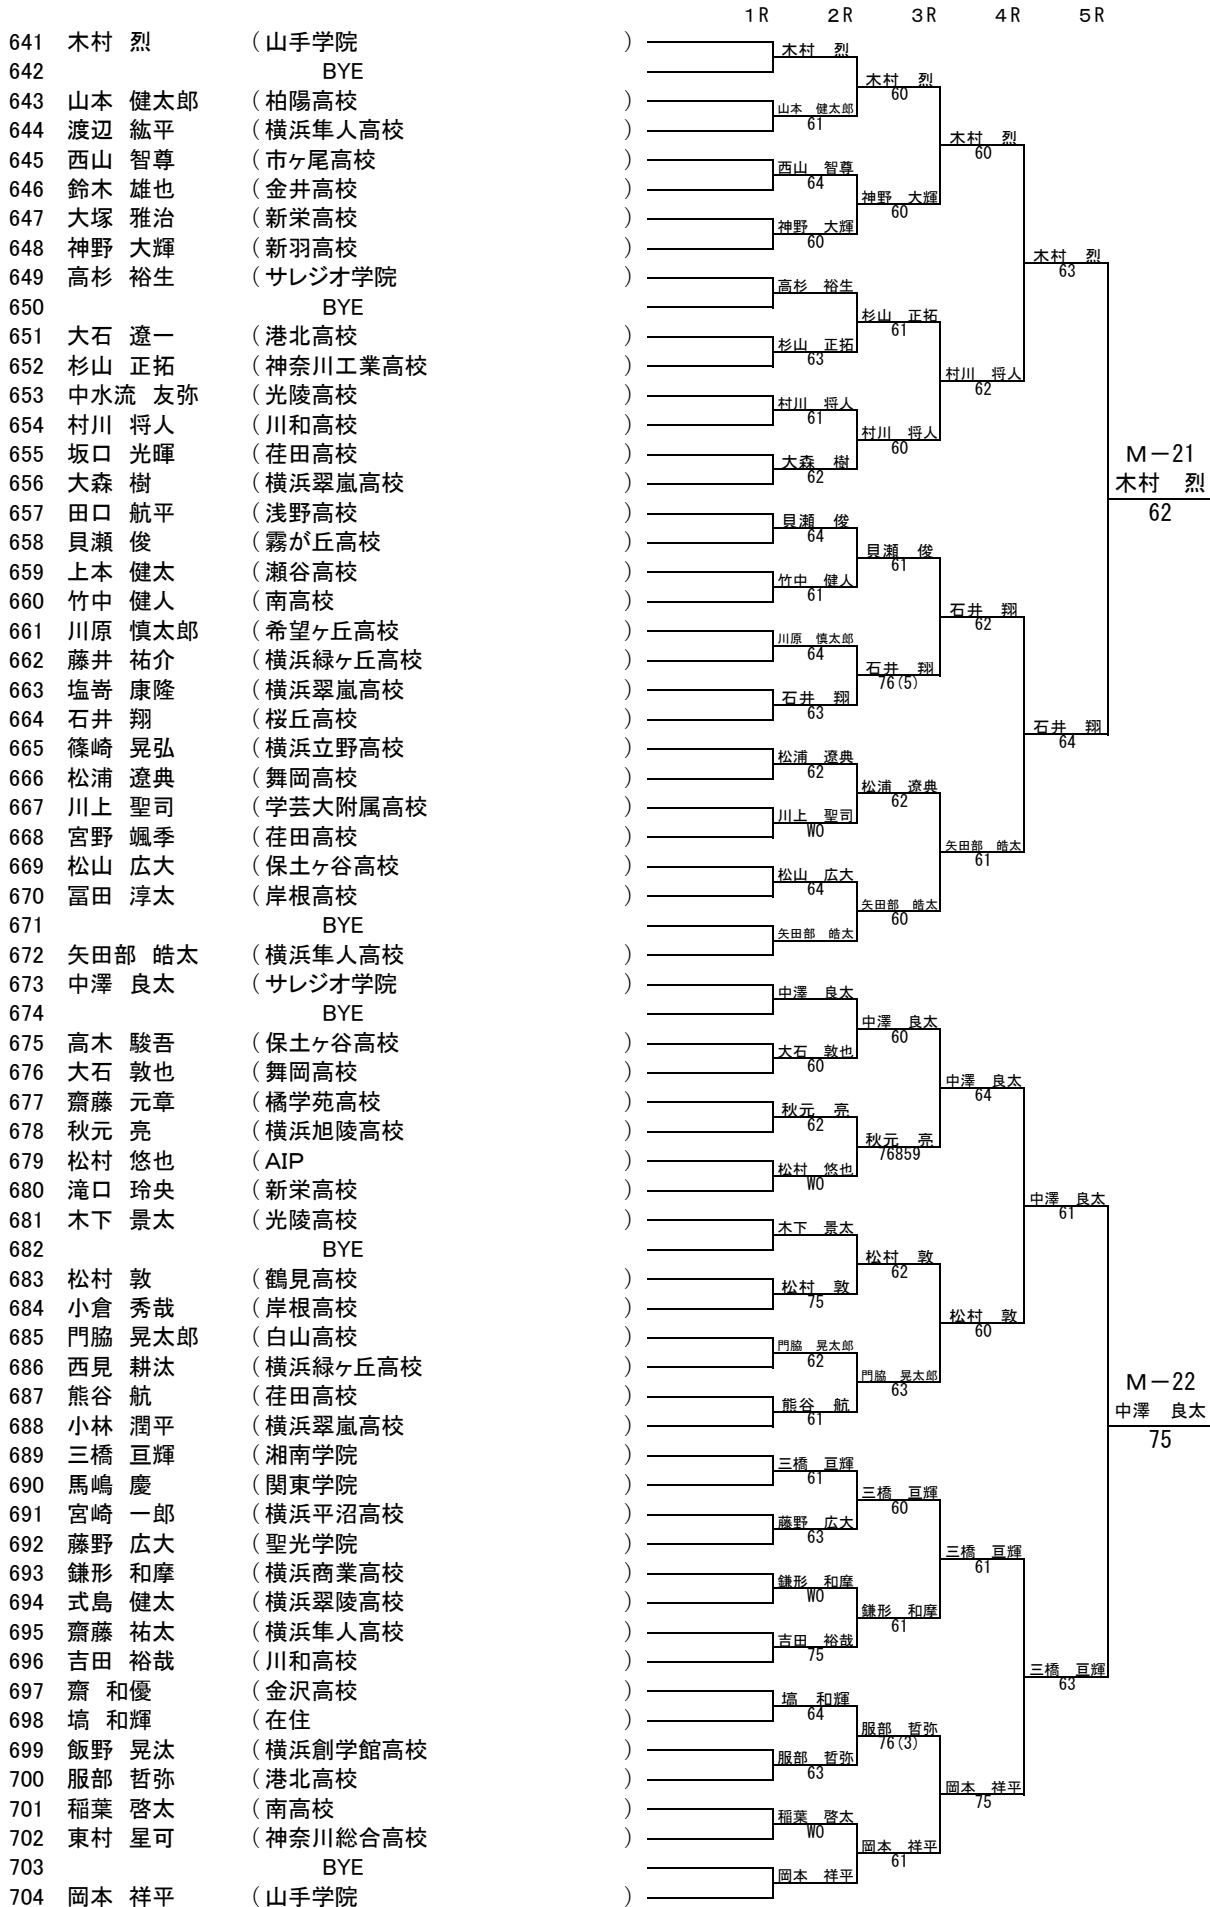 1R 2R 3R 4R 5R
641 木村 烈 (山手学院 )
642 BYE
643 山本 健太郎 (柏陽高校 )
644 渡辺 紘平 (横浜隼人高校 )
645 西山 智尊 (市ヶ尾高校 )
646 鈴木 雄也 (金井高校 )
647 大塚 雅治 (新栄高校 )
648 神野 大輝 (新羽高校 )
649 高杉 裕生 (サレジオ学院 )
650 BYE
651 大石 遼一 (港北高校 )
652 杉山 正拓 (神奈川工業高校 )
653 中水流 友弥 (光陵高校 )
654 村川 将人 (川和高校 )
655 坂口 光暉 (荏田高校 )
656 大森 樹 (横浜翠嵐高校 )
657 田口 航平 (浅野高校 )
658 貝瀬 俊 (霧が丘高校 )
659 上本 健太 (瀬谷高校 )
660 竹中 健人 (南高校 )
661 川原 慎太郎 (希望ヶ丘高校 )
662 藤井 祐介 (横浜緑ヶ丘高校 )
663 塩嵜 康隆 (横浜翠嵐高校 )
664 石井 翔 (桜丘高校 )
665 篠崎 晃弘 (横浜立野高校 )
666 松浦 遼典 (舞岡高校 )
667 川上 聖司 (学芸大附属高校 )
668 宮野 颯季 (荏田高校 )
669 松山 広大 (保土ヶ谷高校 )
670 冨田 淳太 (岸根高校 )
671 BYE
672 矢田部 皓太 (横浜隼人高校 )
673 中澤 良太 (サレジオ学院 )
674 BYE
675 高木 駿吾 (保土ヶ谷高校 )
676 大石 敦也 (舞岡高校 )
677 齋藤 元章 (橘学苑高校 )
678 秋元 亮 (横浜旭陵高校 )
679 松村 悠也 (AIP )
680 滝口 玲央 (新栄高校 )
681 木下 景太 (光陵高校 )
682 BYE
683 松村 敦 (鶴見高校 )
684 小倉 秀哉 (岸根高校 )
685 門脇 晃太郎 (白山高校 )
686 西見 耕汰 (横浜緑ヶ丘高校 )
687 熊谷 航 (荏田高校 )
688 小林 潤平 (横浜翠嵐高校 )
689 三橋 亘輝 (湘南学院 )
690 馬嶋 慶 (関東学院 )
691 宮崎 一郎 (横浜平沼高校 )
692 藤野 広大 (聖光学院 )
693 鎌形 和摩 (横浜商業高校 )
694 式島 健太 (横浜翠陵高校 )
695 齋藤 祐太 (横浜隼人高校 )
696 吉田 裕哉 (川和高校 )
697 齋 和優 (金沢高校 )
698 塙 和輝 (在住 )
699 飯野 晃汰 (横浜創学館高校 )
700 服部 哲弥 (港北高校 )
701 稲葉 啓太 (南高校 )
702 東村 星可 (神奈川総合高校 )
703 BYE
704 岡本 祥平 (山手学院 )
木村 烈
山本 健太郎
61
西山 智尊
64
神野 大輝
60
高杉 裕生
杉山 正拓
63
村川 将人
61
大森 樹
62
貝瀬 俊
64
竹中 健人
61
川原 慎太郎
64
石井 翔
63
松浦 遼典
62
川上 聖司
WO
松山 広大
64
矢田部 皓太
中澤 良太
大石 敦也
60
秋元 亮
62
松村 悠也
WO
木下 景太
松村 敦
75
門脇 晃太郎
62
熊谷 航
61
三橋 亘輝
61
藤野 広大
63
鎌形 和摩
WO
吉田 裕哉
75
塙 和輝
64
服部 哲弥
63
稲葉 啓太
WO
岡本 祥平
木村 烈
60
神野 大輝
60
杉山 正拓
61
村川 将人
60
貝瀬 俊
61
石井 翔
76(5)
松浦 遼典
62
矢田部 皓太
60
中澤 良太
60
秋元 亮
76859
松村 敦
62
門脇 晃太郎
63
三橋 亘輝
60
鎌形 和摩
61
服部 哲弥
76(3)
岡本 祥平
61
木村 烈
60
村川 将人
62
石井 翔
62
矢田部 皓太
61
中澤 良太
64
松村 敦
60
三橋 亘輝
61
岡本 祥平
75
木村 烈
63
石井 翔
64
中澤 良太
61
三橋 亘輝
63
M－21
木村 烈
62
M－22
中澤 良太
75